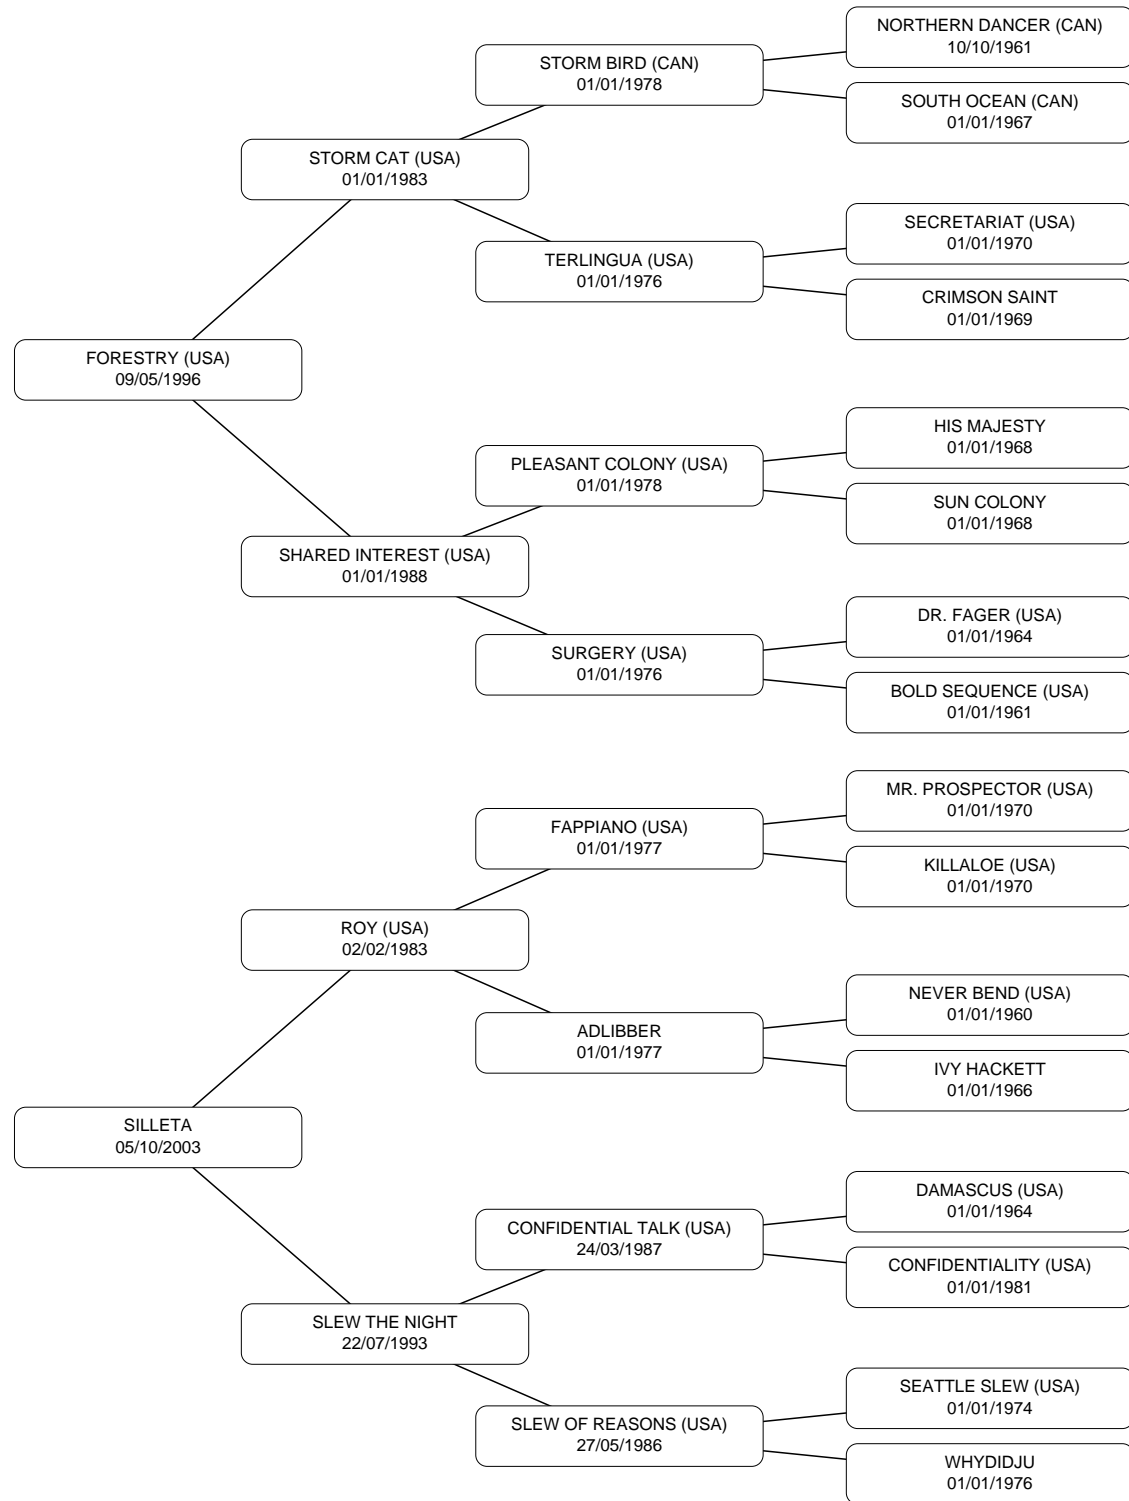 NORTHERN DANCER (CAN)
10/10/1961
STORM BIRD (CAN)
01/01/1978
SOUTH OCEAN (CAN)
01/01/1967
STORM CAT (USA)
01/01/1983
SECRETARIAT (USA)
01/01/1970
TERLINGUA (USA)
01/01/1976
CRIMSON SAINT
01/01/1969
FORESTRY (USA)
09/05/1996
HIS MAJESTY
01/01/1968
PLEASANT COLONY (USA)
01/01/1978
SUN COLONY
01/01/1968
SHARED INTEREST (USA)
01/01/1988
DR. FAGER (USA)
01/01/1964
SURGERY (USA)
01/01/1976
BOLD SEQUENCE (USA)
01/01/1961
MR. PROSPECTOR (USA)
01/01/1970
FAPPIANO (USA)
01/01/1977
KILLALOE (USA)
01/01/1970
ROY (USA)
02/02/1983
NEVER BEND (USA)
01/01/1960
ADLIBBER
01/01/1977
IVY HACKETT
01/01/1966
SILLETA
05/10/2003
DAMASCUS (USA)
01/01/1964
CONFIDENTIAL TALK (USA)
24/03/1987
CONFIDENTIALITY (USA)
01/01/1981
SLEW THE NIGHT
22/07/1993
SEATTLE SLEW (USA)
01/01/1974
SLEW OF REASONS (USA)
27/05/1986
WHYDIDJU
01/01/1976